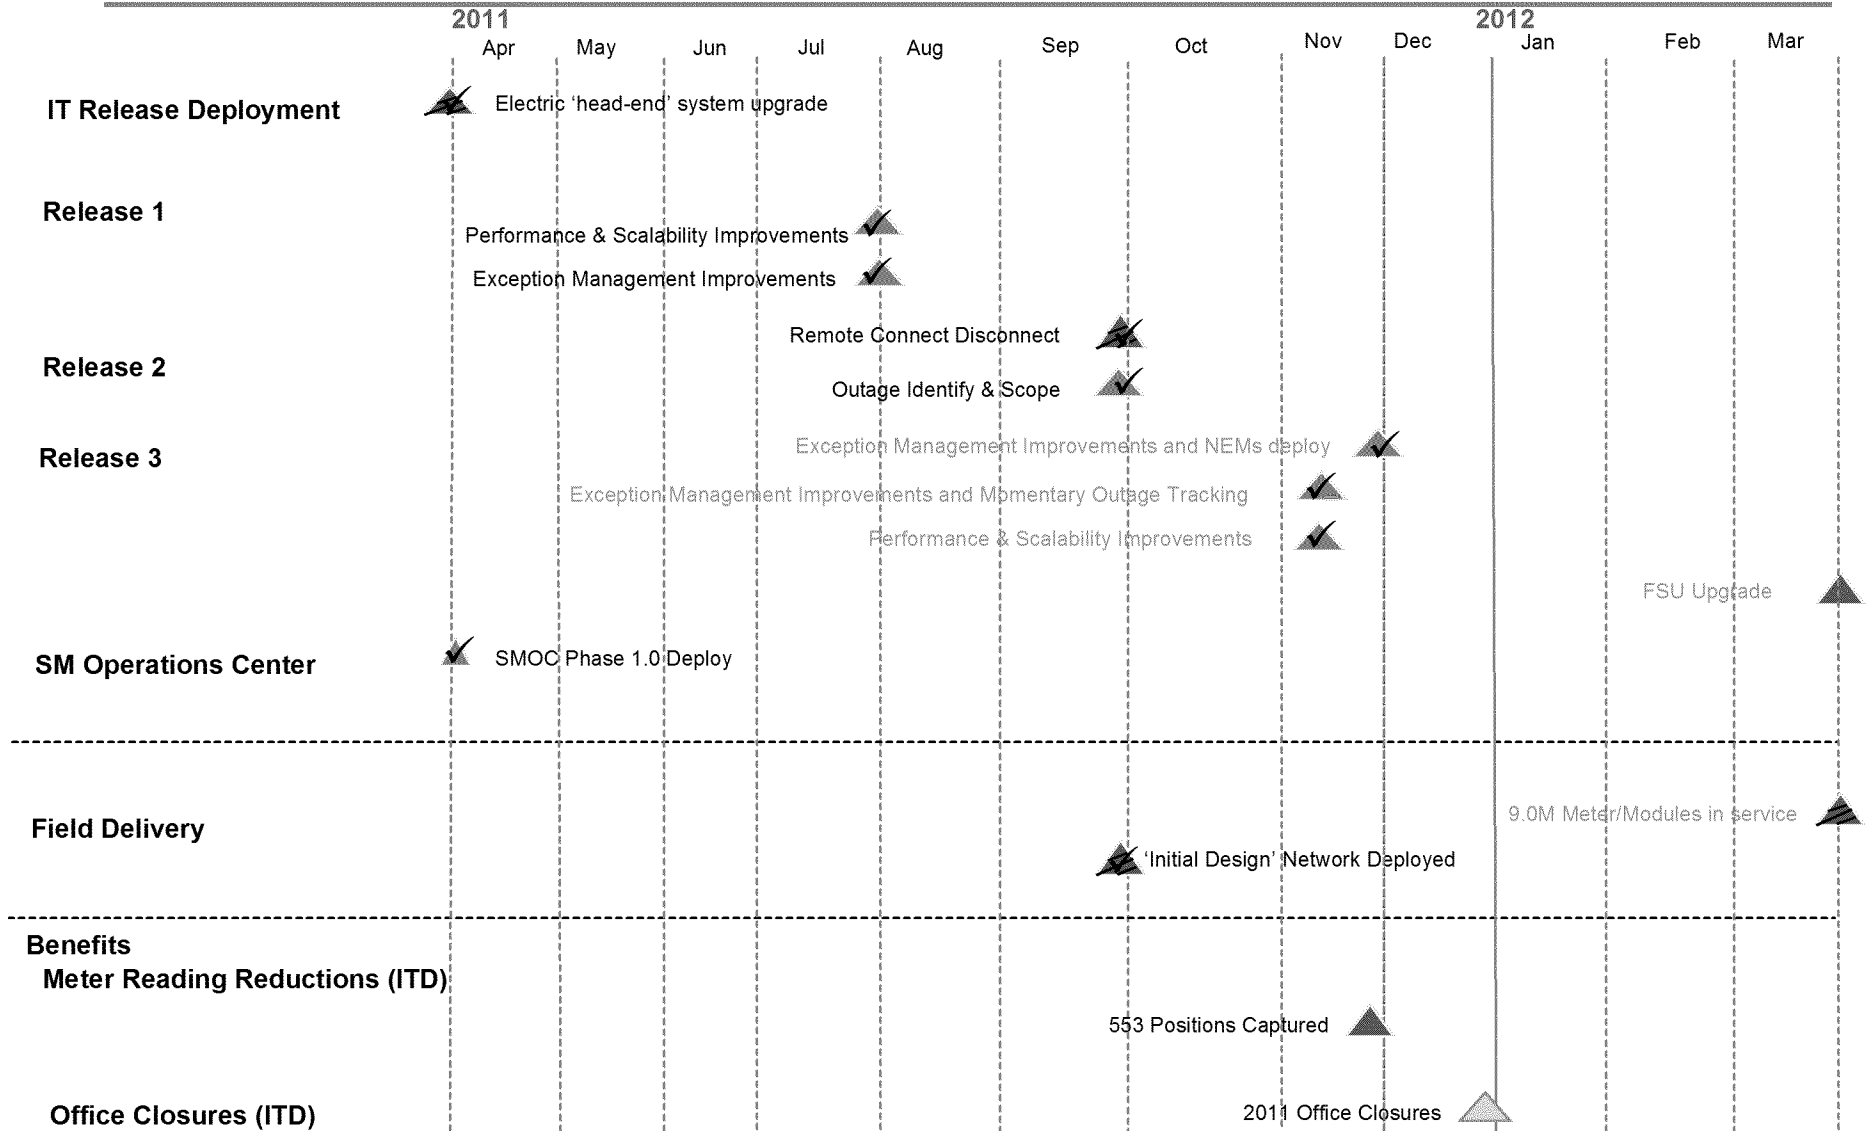 2011 2012
Apr May Jun Jul Aug Sep Oct Nov Dec Jan Feb Mar
IT Release Deployment
Electric ‘head-end’ system upgrade
Release 1
Performance & Scalability Improvements
Exception Management Improvements
Remote Connect Disconnect
Release 2
Outage Identify & Scope
Exception Management Improvements and NEMs deploy
Release 3
Exception Management Improvements and Momentary Outage Tracking
Performance & Scalability Improvements
FSU Upgrade
SM Operations Center
SMOC Phase 1.0 Deploy
9.0M Meter/Modules in service
Field Delivery
‘Initial Design’ Network Deployed
Benefits
Meter Reading Reductions (ITD)
553 Positions Captured
Office Closures (ITD)
2011 Office Closures